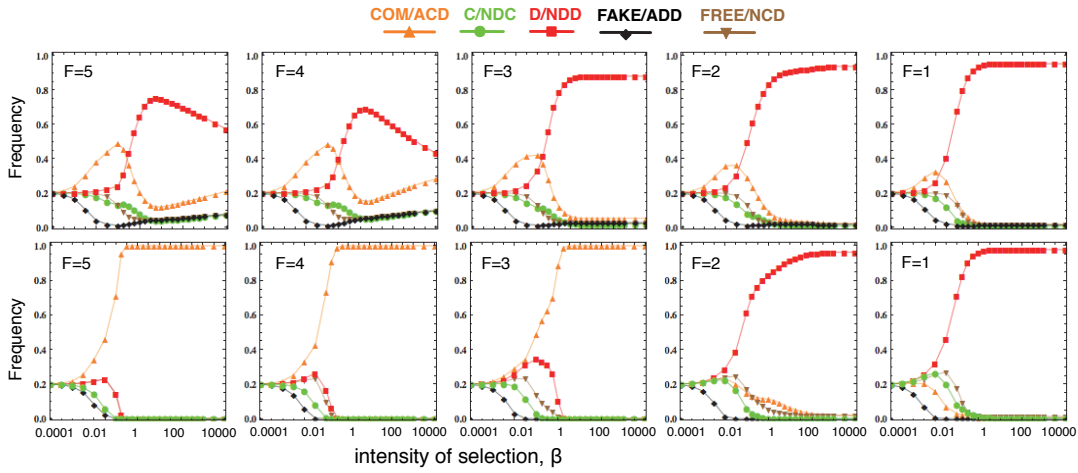 COM/ACD C/NDC D/NDD FAKE/ADD FREE/NCD
Frequency
1.0
0.8
0.6
0.4
0.2
0.0
F=5
F=4
F=3
F=2
F=1
Frequency
1.0
0.8
0.6
0.4
0.2
0.0
F=5
F=4
F=3
F=2
F=1
0.0001 0.01 1 100 10000
0.0001 0.01 1 100 10000
0.0001 0.01 1 100 10000
0.0001 0.01 1 100 10000
0.0001 0.01 1 100 10000
intensity of selection, β